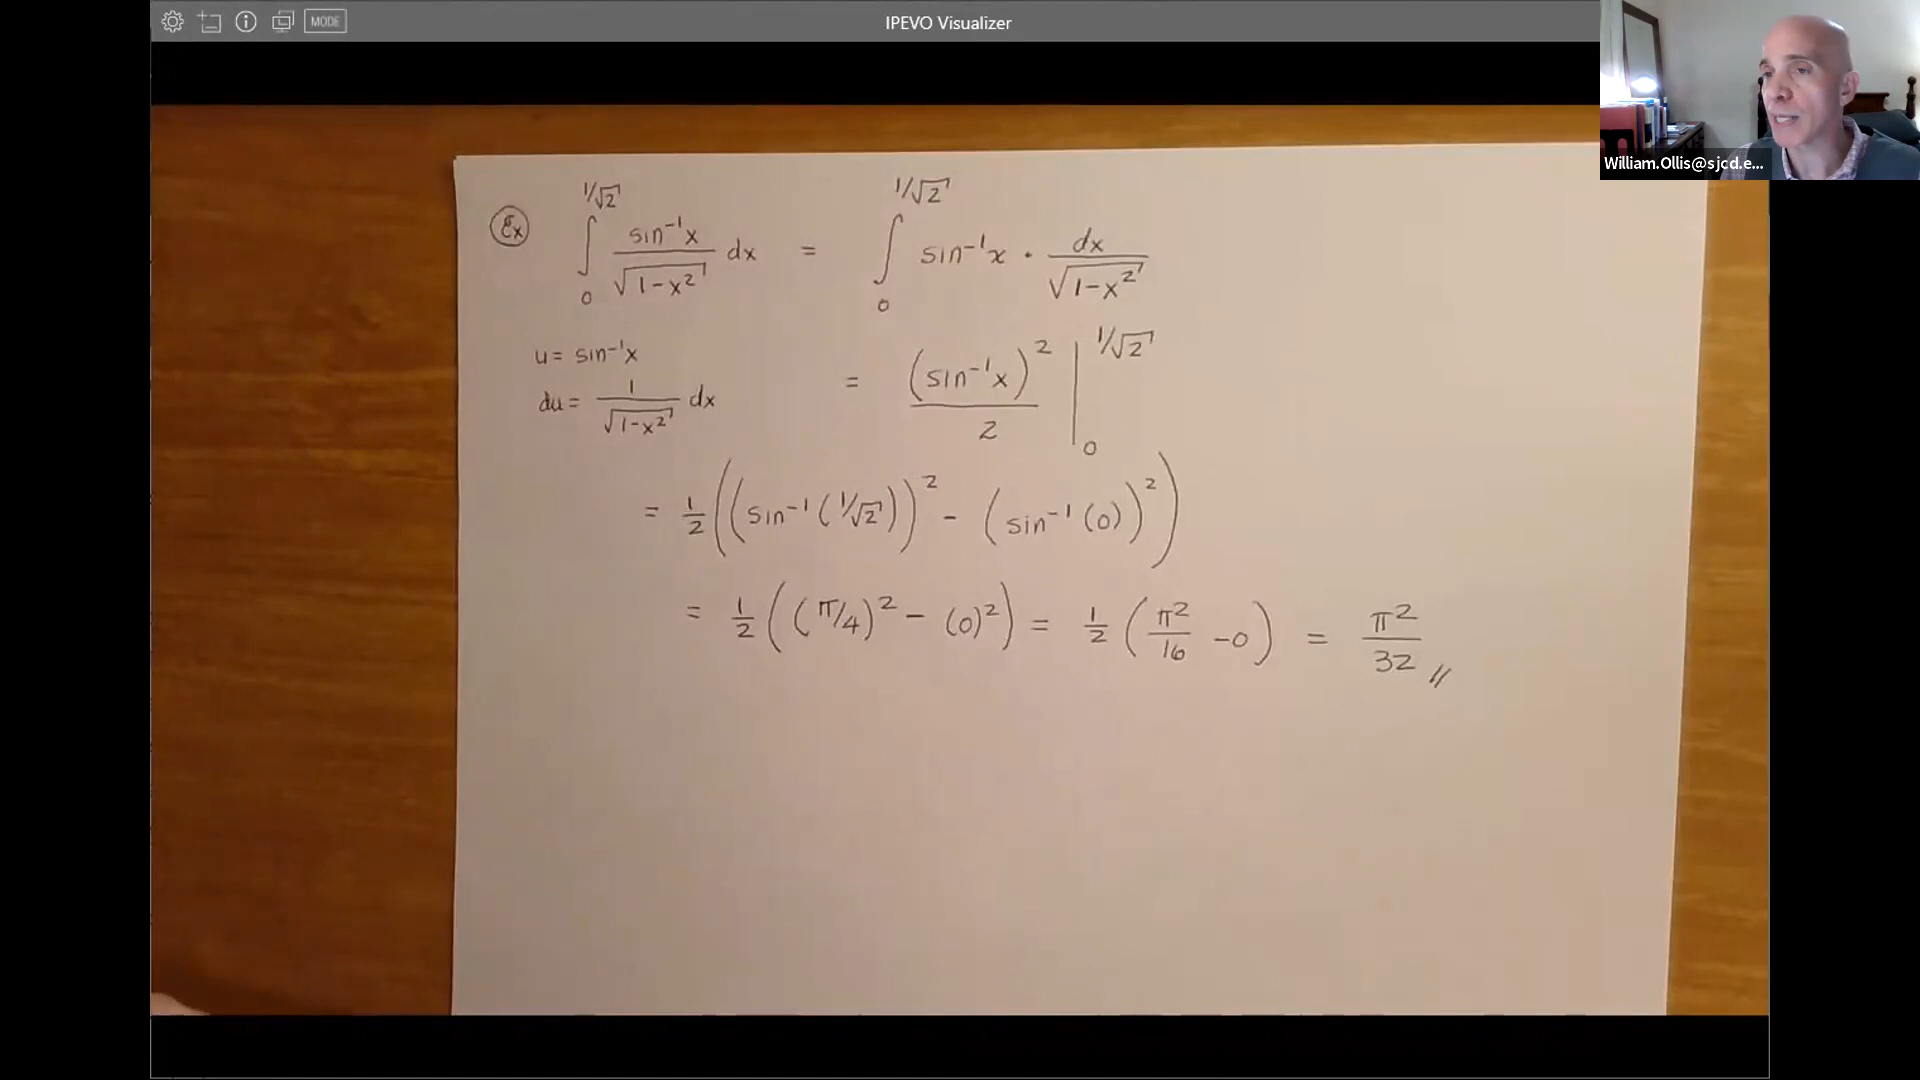 MODE
IPEVO Visualizer
William.Ollis@sjcd.e...
Ex ∫₀^{1/√2} sin⁻¹x / √(1-x²) dx = ∫₀^{1/√2} sin⁻¹x · dx / √(1-x²)
u = sin⁻¹x
du = 1 / √(1-x²) dx
= (sin⁻¹x)² / 2 |₀^{1/√2}
= 1/2 ((sin⁻¹(1/√2))² - (sin⁻¹(0))²)
= 1/2 ((π/4)² - (0)²) = 1/2 (π²/16 - 0) = π²/32 //